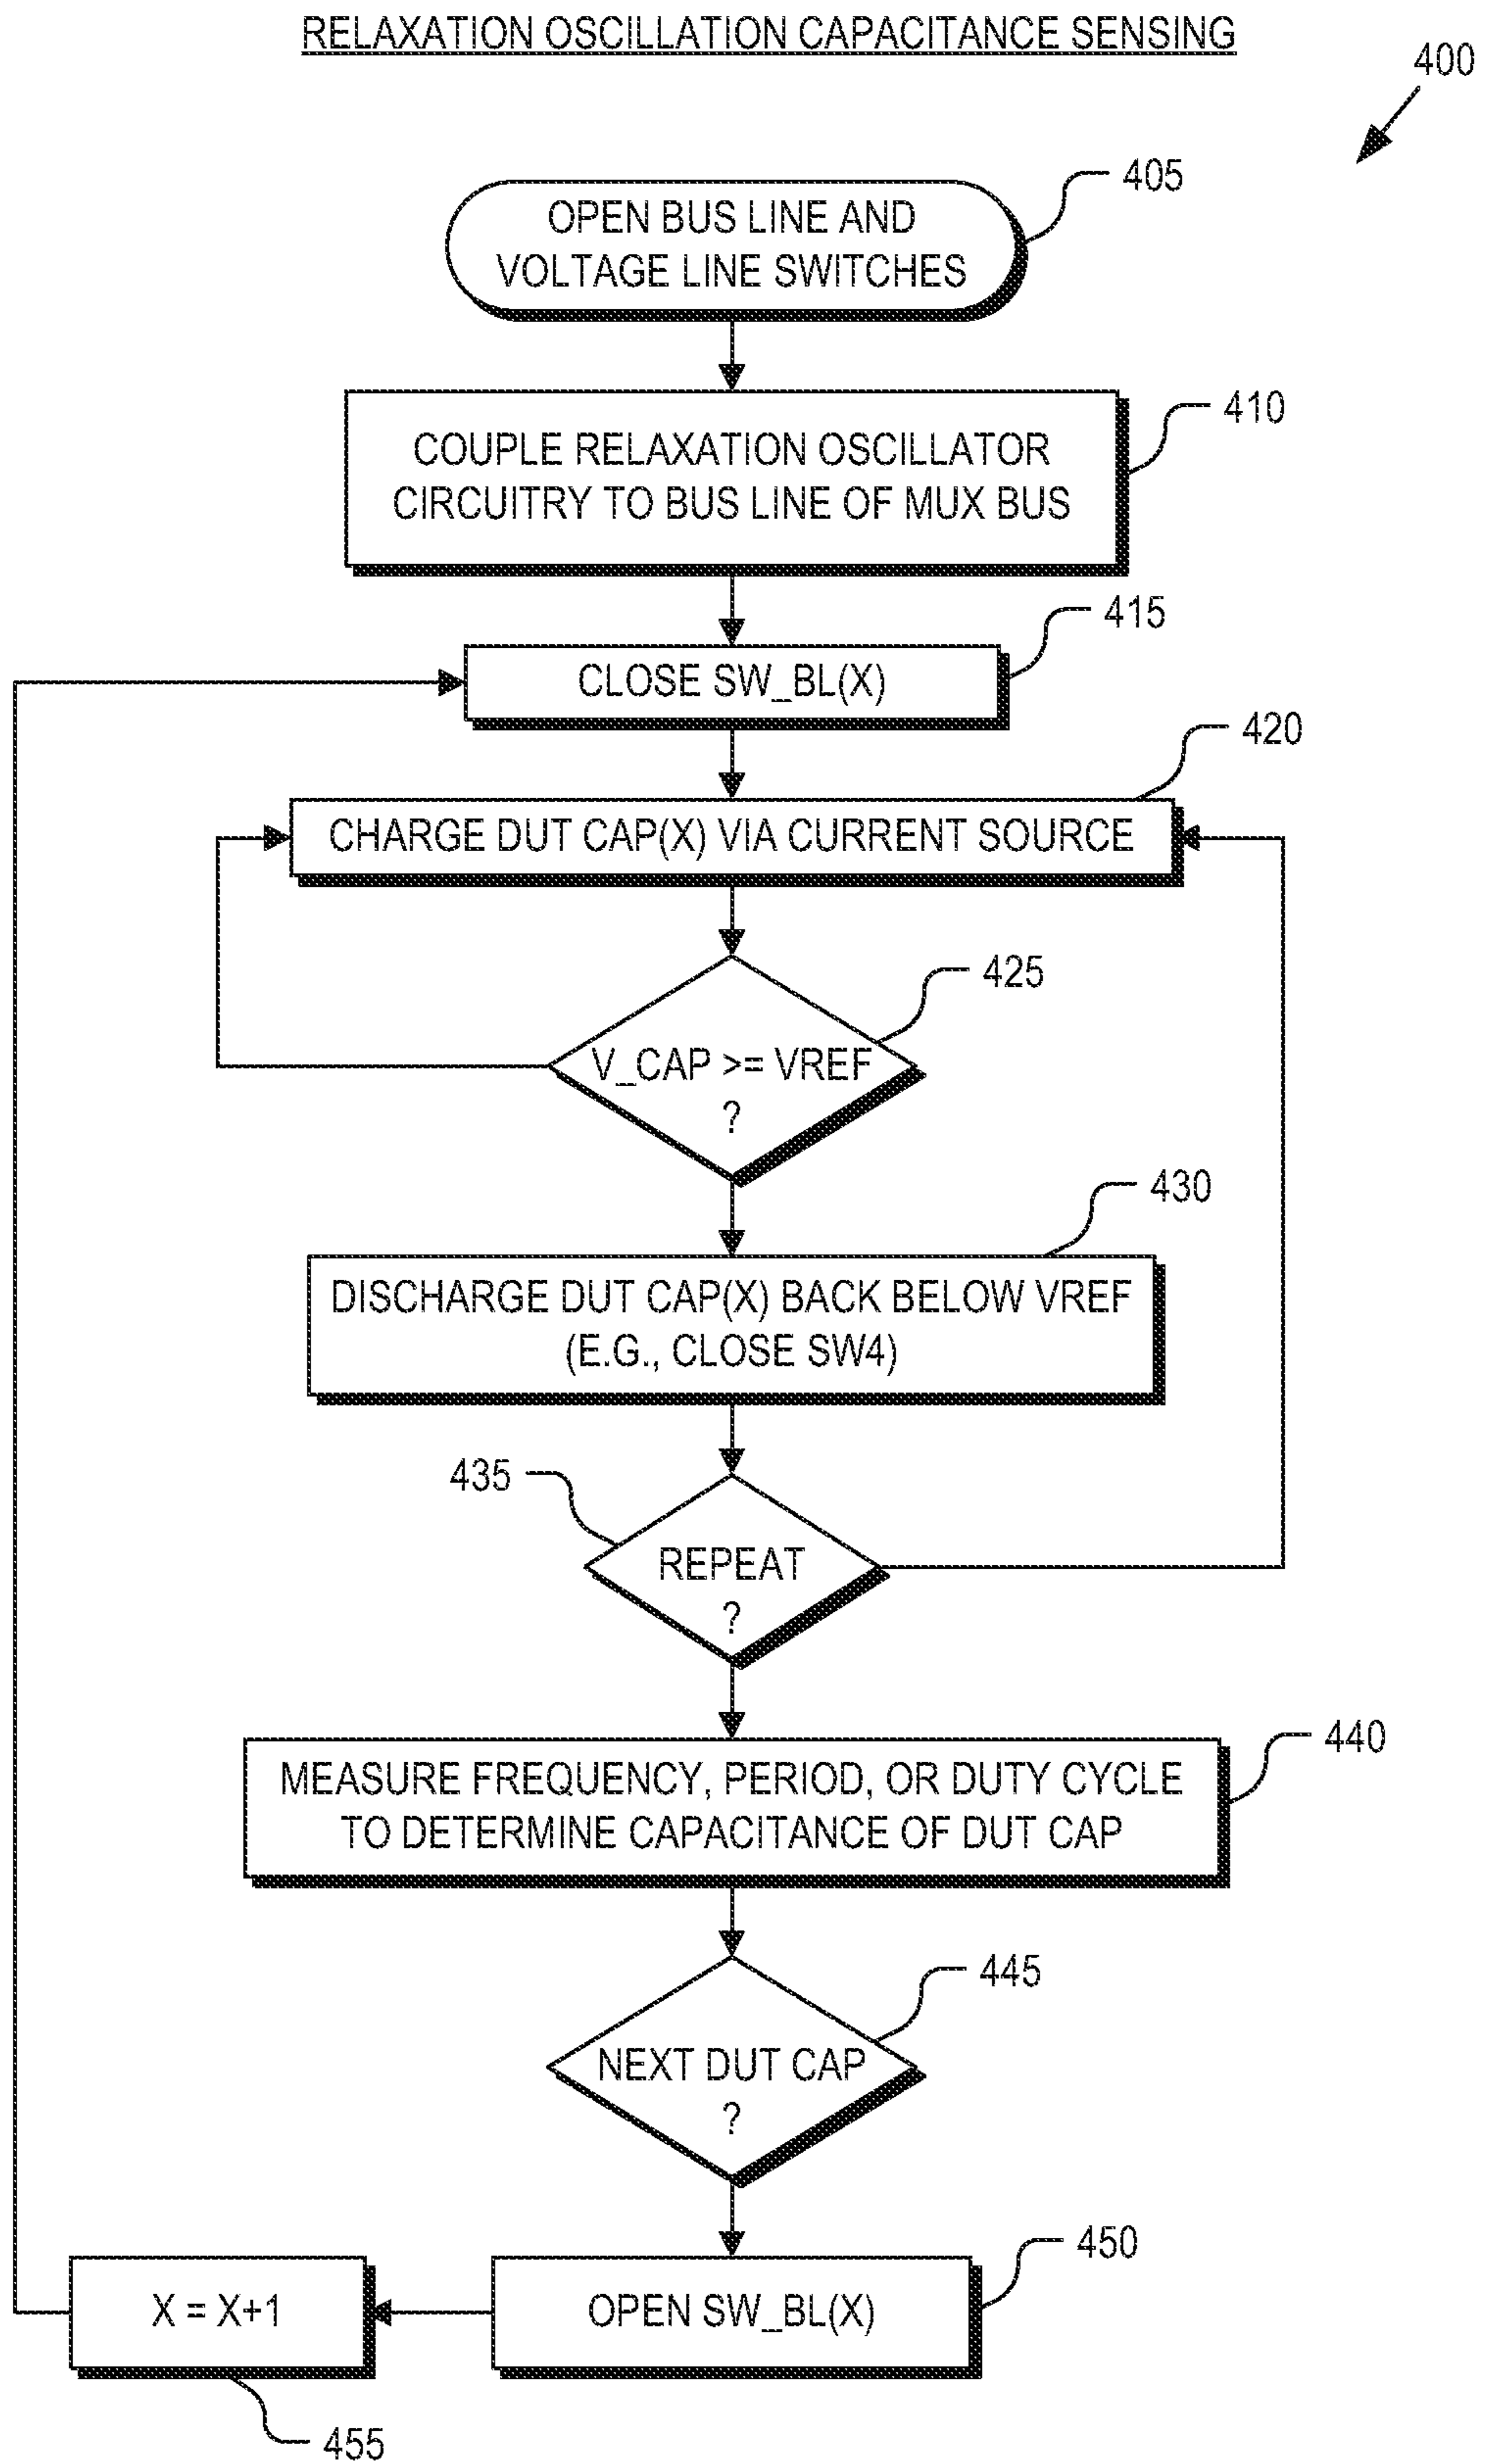 RELAXATION OSCILLATION CAPACITANCE SENSING
400
405
OPEN BUS LINE AND
VOLTAGE LINE SWITCHES
410
COUPLE RELAXATION OSCILLATOR
CIRCUITRY TO BUS LINE OF MUX BUS
415
CLOSE SW_BL(X)
420
CHARGE DUT CAP(X) VIA CURRENT SOURCE
425
V_CAP >= VREF
?
430
DISCHARGE DUT CAP(X) BACK BELOW VREF
(E.G., CLOSE SW4)
435
REPEAT
?
440
MEASURE FREQUENCY, PERIOD, OR DUTY CYCLE
TO DETERMINE CAPACITANCE OF DUT CAP
445
NEXT DUT CAP
?
450
X = X+1
OPEN SW_BL(X)
455